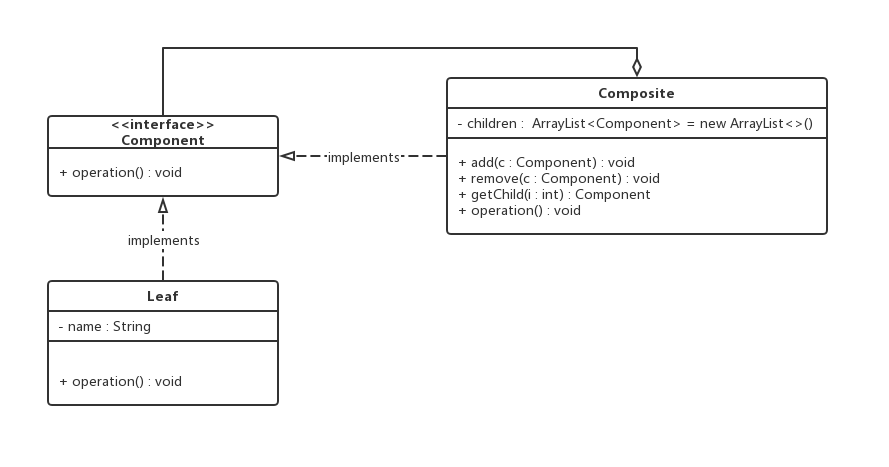 <<interface>>
Component
+ operation() : void
implements
Composite
- children :  ArrayList<Component> = new ArrayList<>()
+ add(c : Component) : void
+ remove(c : Component) : void
+ getChild(i : int) : Component
+ operation() : void
implements
Leaf
- name : String
+ operation() : void